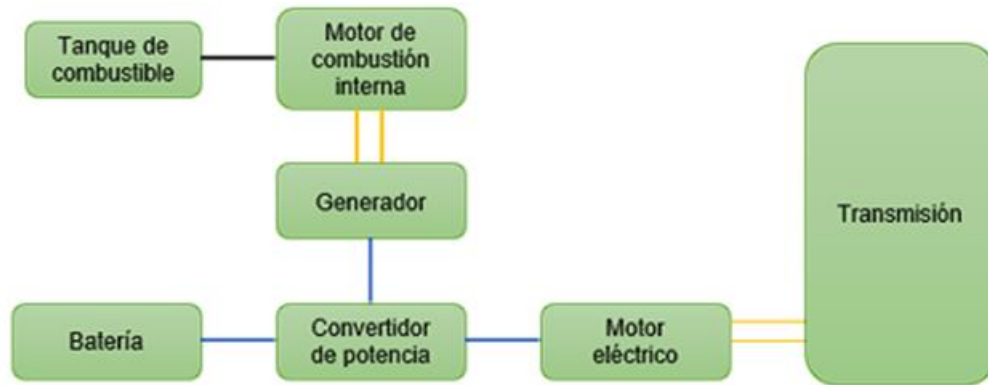 Tanque de
combustible
Motor de
combustión
interna
Generador
Transmisión
Batería
Convertidor
de potencia
Motor
eléctrico